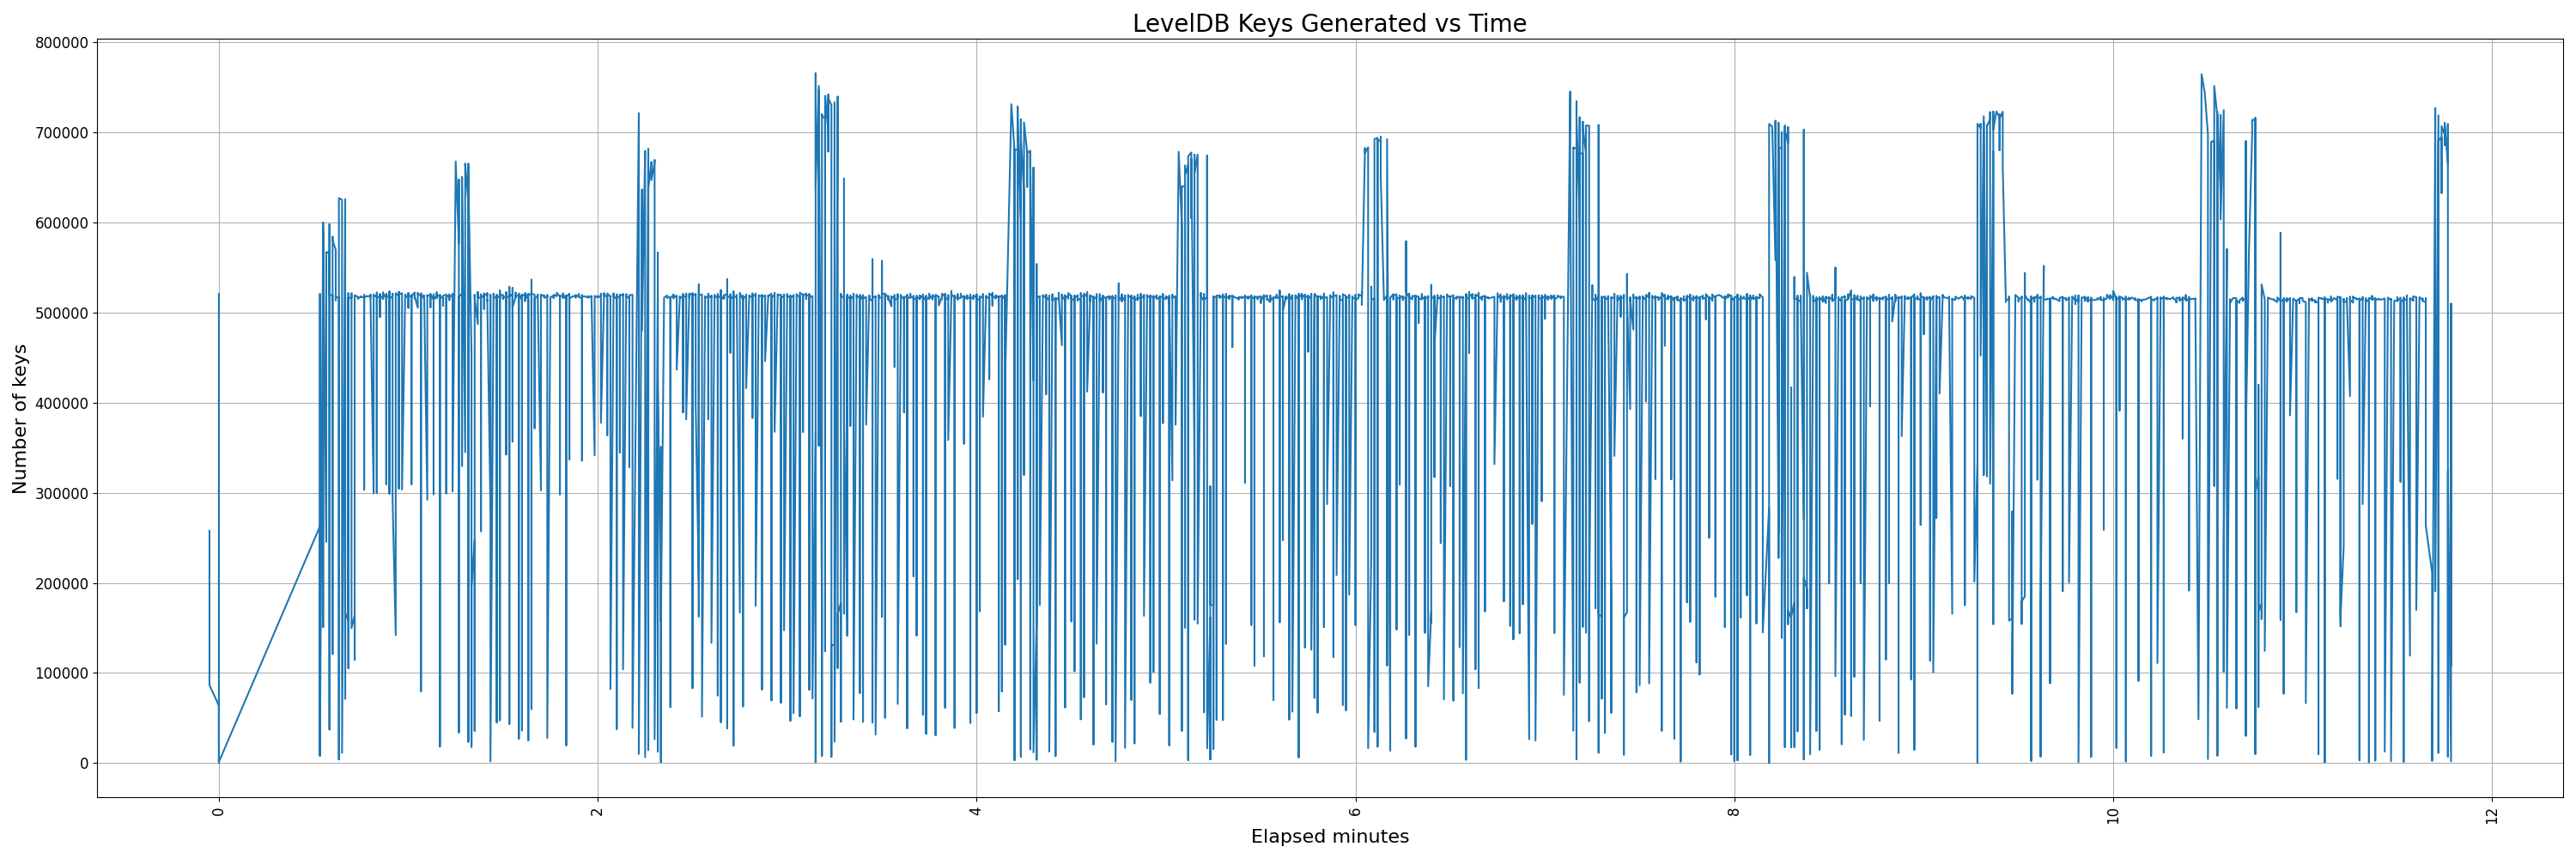 LevelDB Keys Generated vs Time
800000
700000
600000
500000
400000
300000
200000
100000
0
Number of keys
0 2 4 6 8 10 12
Elapsed minutes